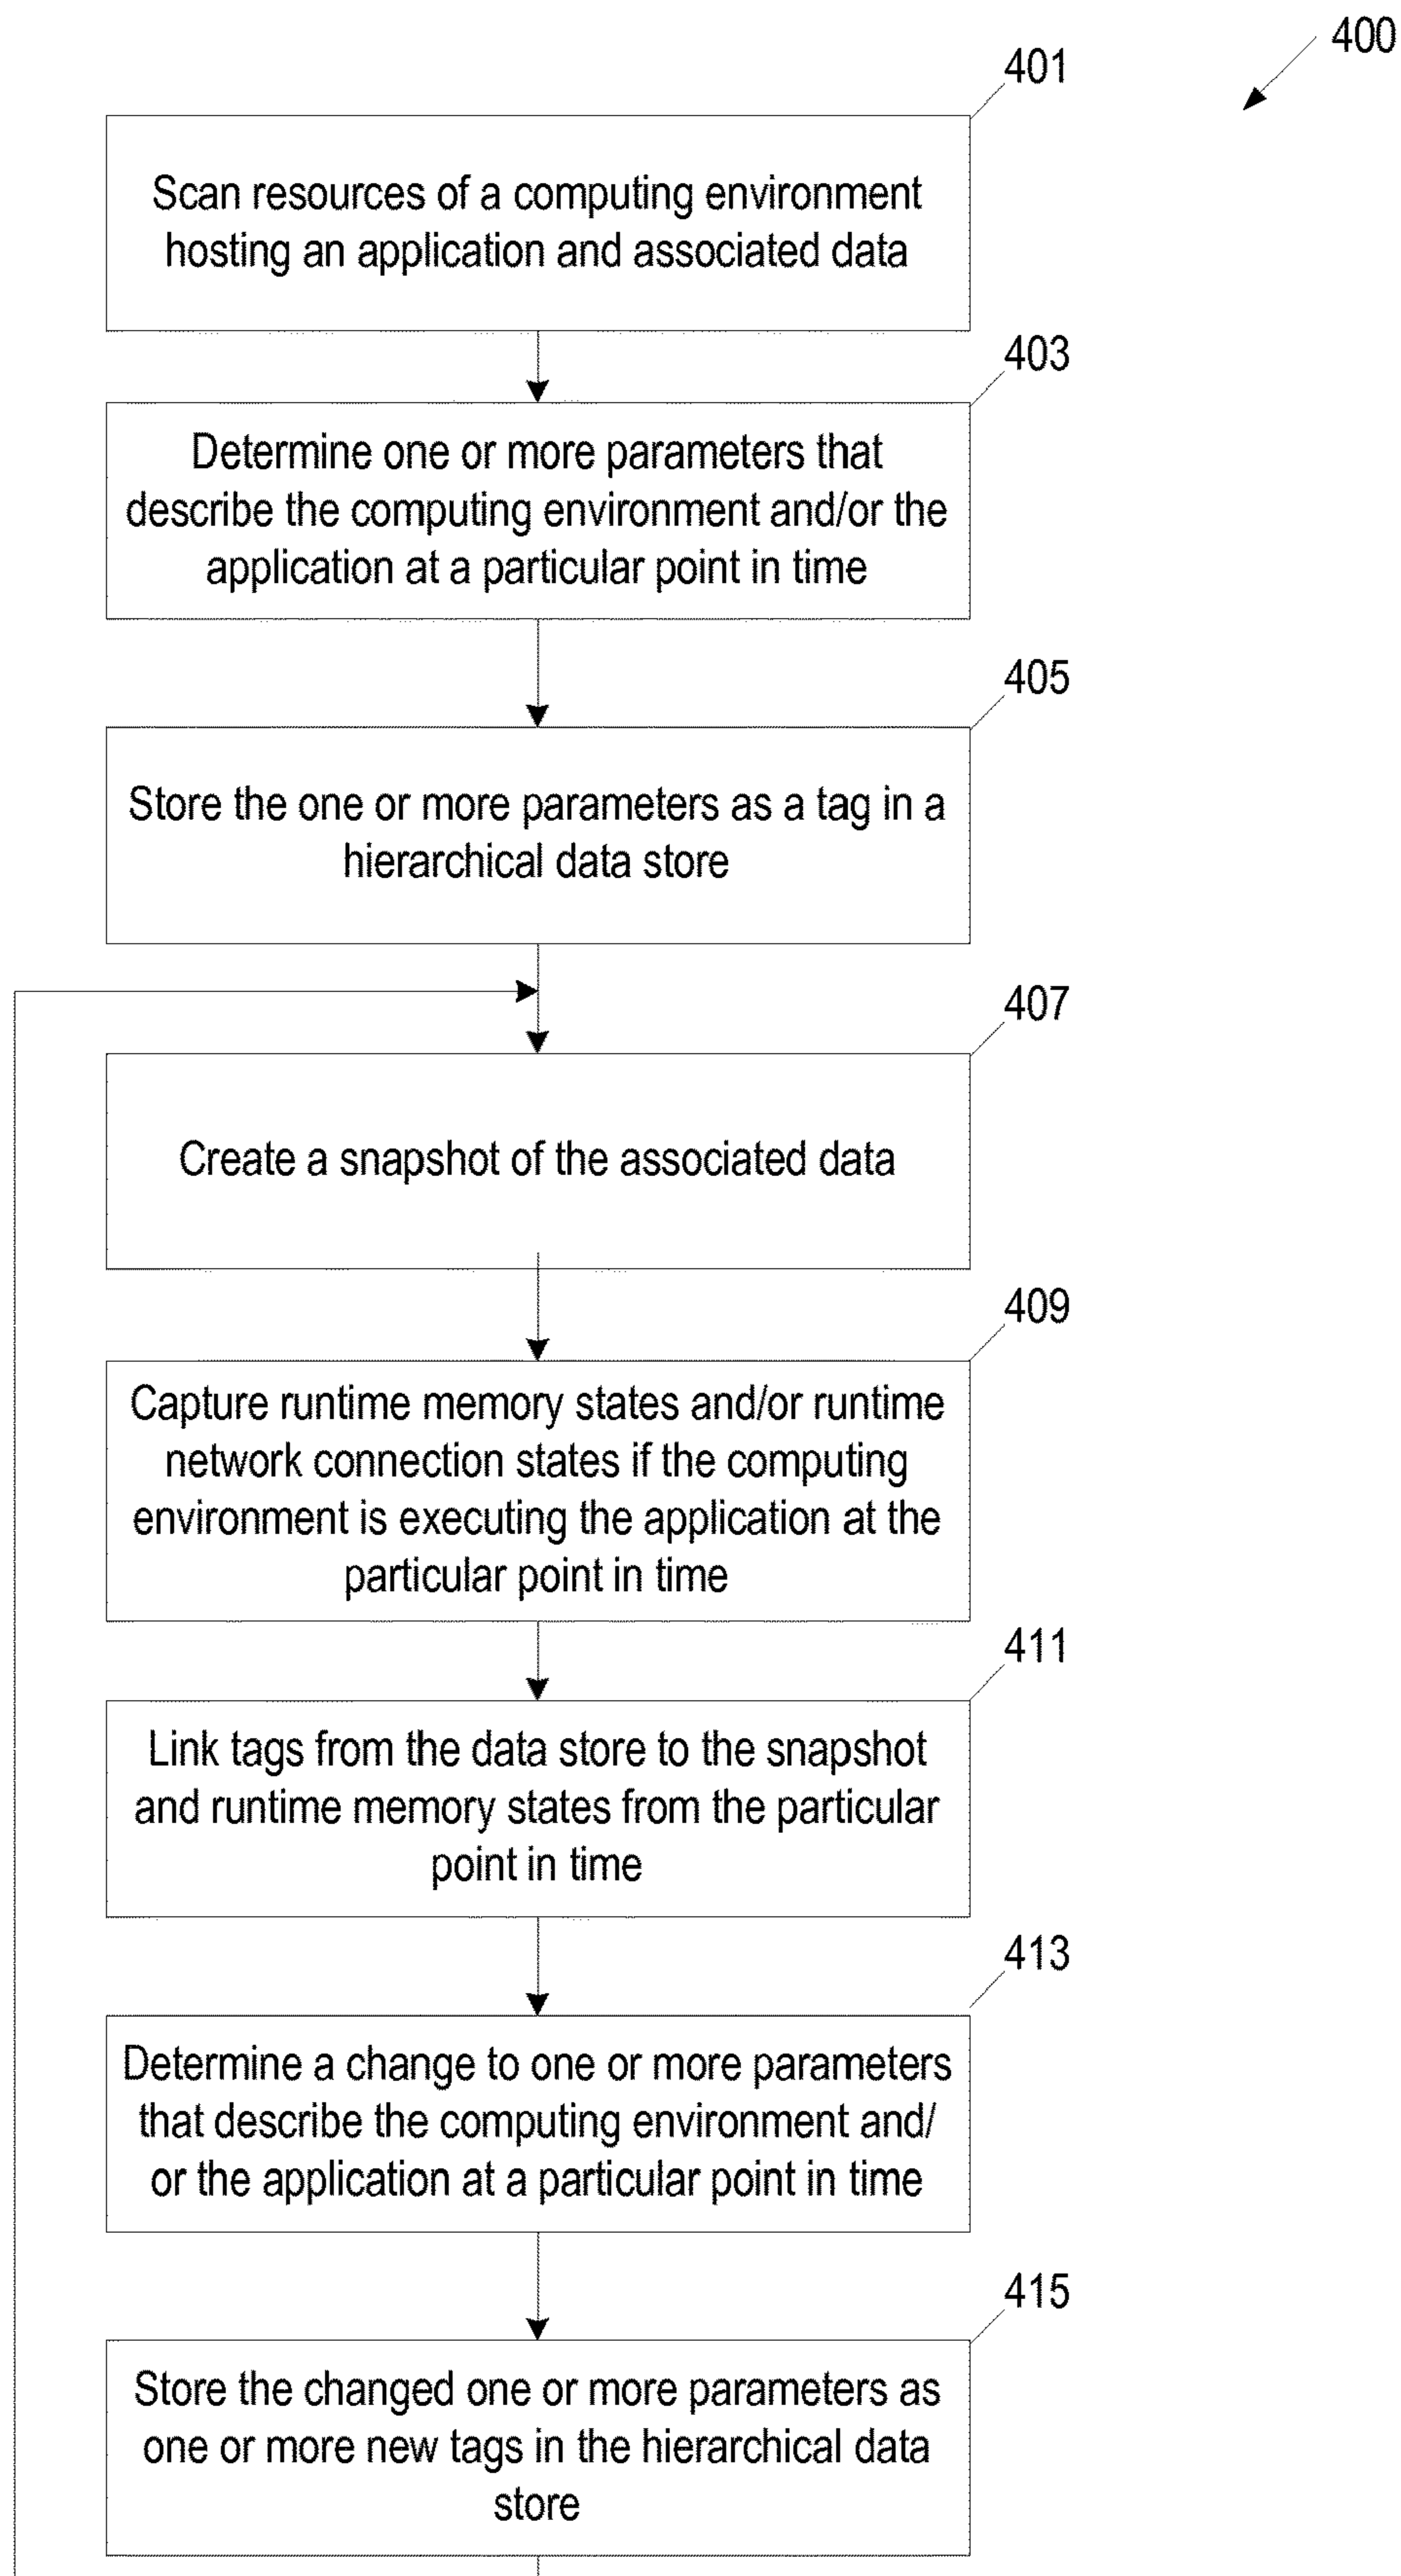 400
401
Scan resources of a computing environment
hosting an application and associated data
403
Determine one or more parameters that
describe the computing environment and/or the
application at a particular point in time
405
Store the one or more parameters as a tag in a
hierarchical data store
407
Create a snapshot of the associated data
409
Capture runtime memory states and/or runtime
network connection states if the computing
environment is executing the application at the
particular point in time
411
Link tags from the data store to the snapshot
and runtime memory states from the particular
point in time
413
Determine a change to one or more parameters
that describe the computing environment and/
or the application at a particular point in time
415
Store the changed one or more parameters as
one or more new tags in the hierarchical data
store